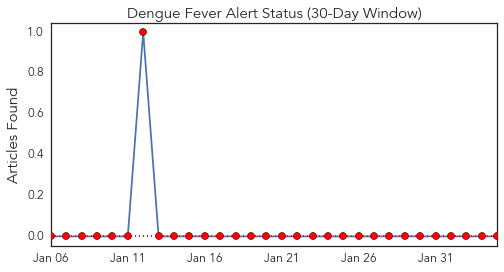 Dengue Fever Alert Status (30-Day Window)
Articles Found
1.0
0.8
0.6
0.4
0.2
0.0
Jan 06 Jan 11 Jan 16 Jan 21 Jan 26 Jan 31